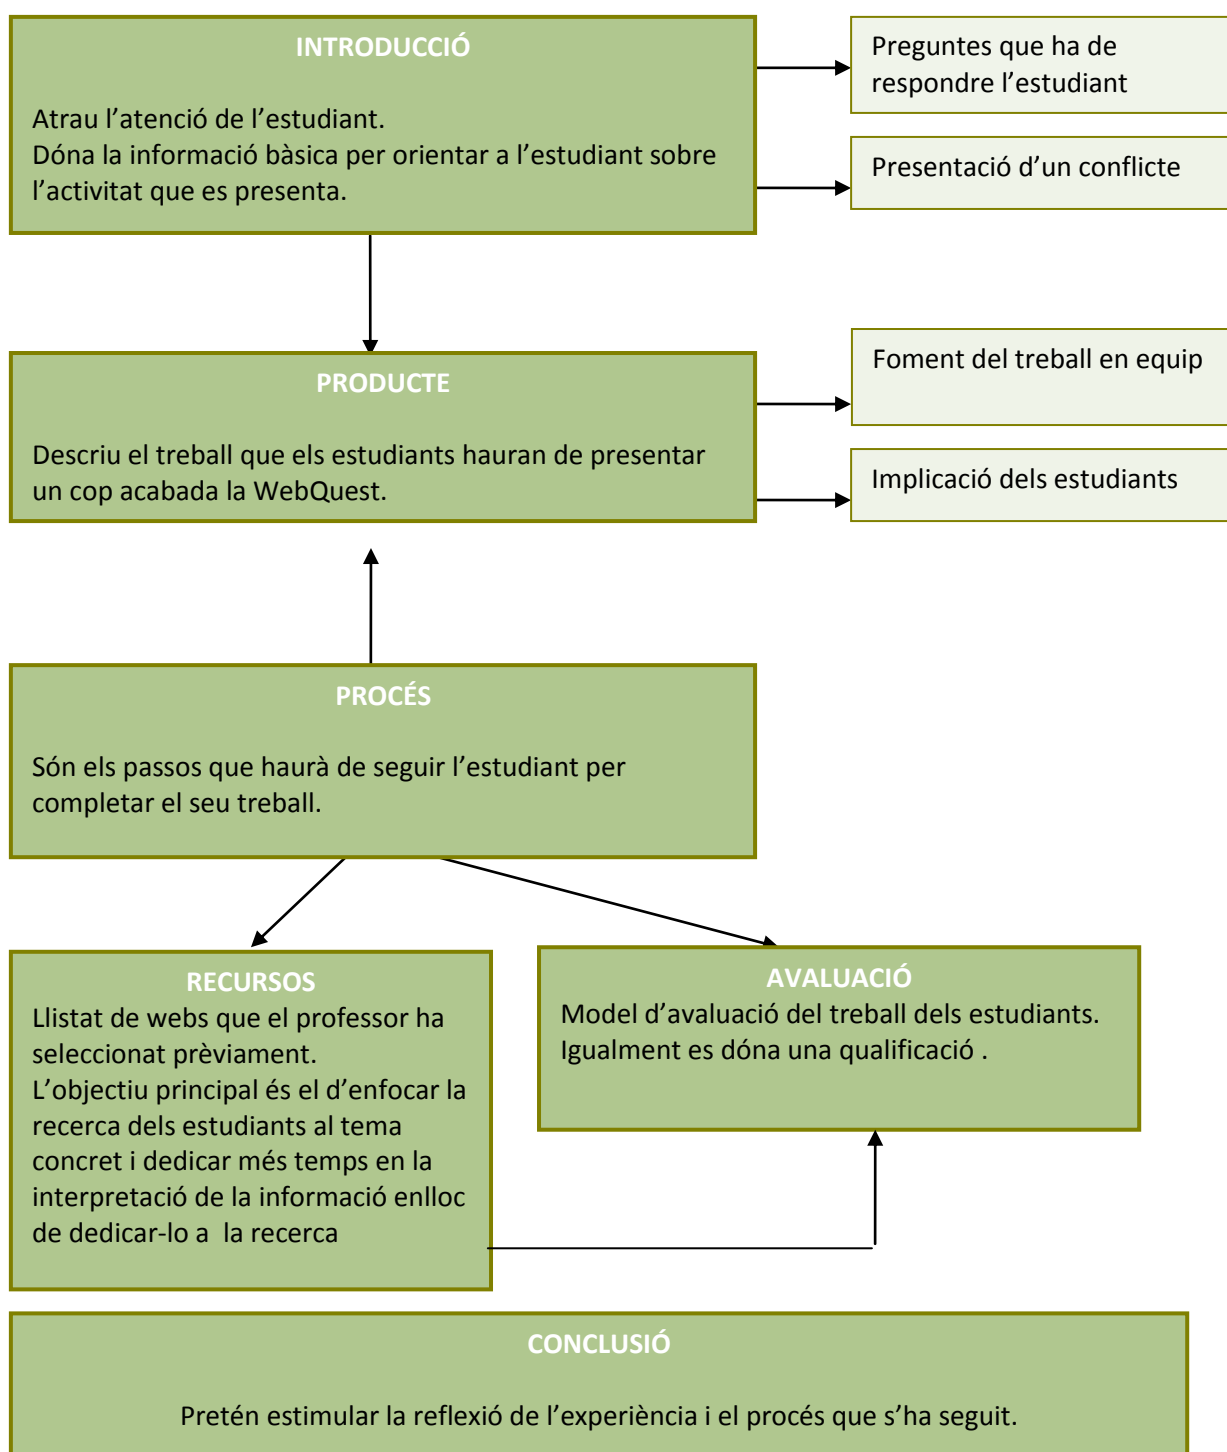 INTRODUCCIÓ
Atrau l’atenció de l’estudiant.
Dóna la informació bàsica per orientar a l’estudiant sobre
l’activitat que es presenta.
Preguntes que ha de
respondre l’estudiant
Presentació d’un conflicte
PRODUCTE
Descriu el treball que els estudiants hauran de presentar
un cop acabada la WebQuest.
Foment del treball en equip
Implicació dels estudiants
PROCÉS
Són els passos que haurà de seguir l’estudiant per
completar el seu treball.
RECURSOS
Llistat de webs que el professor ha
seleccionat prèviament.
L’objectiu principal és el d’enfocar la
recerca dels estudiants al tema
concret i dedicar més temps en la
interpretació de la informació enlloc
de dedicar-lo a  la recerca
AVALUACIÓ
Model d’avaluació del treball dels estudiants.
Igualment es dóna una qualificació .
CONCLUSIÓ
Pretén estimular la reflexió de l’experiència i el procés que s’ha seguit.